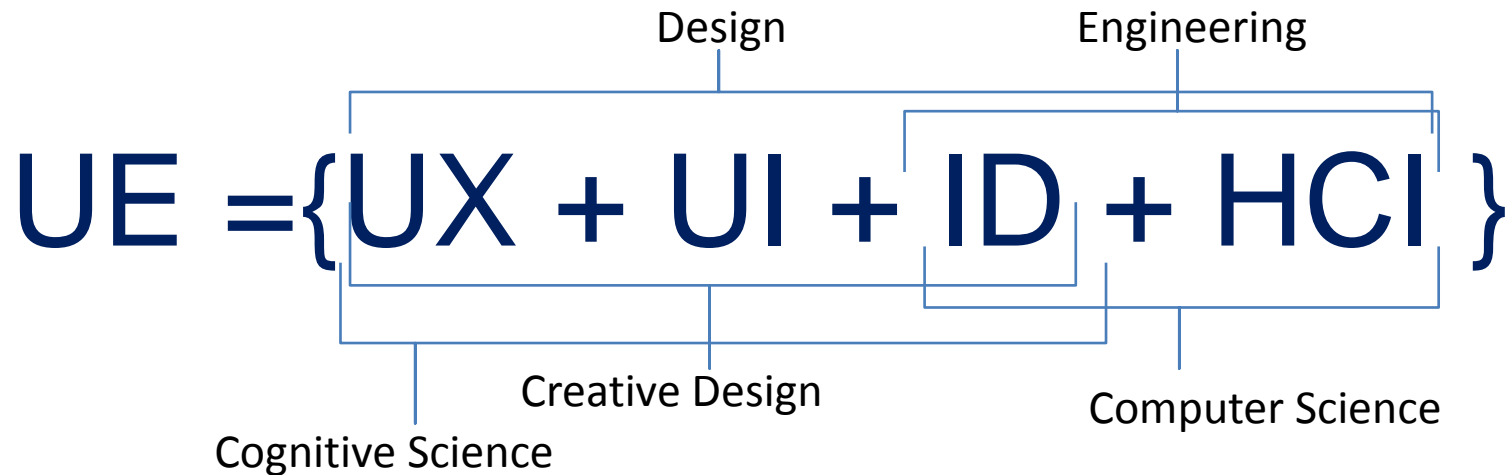 Design Engineering
UE ={UX + UI + ID + HCI }
Creative Design
Computer Science
Cognitive Science